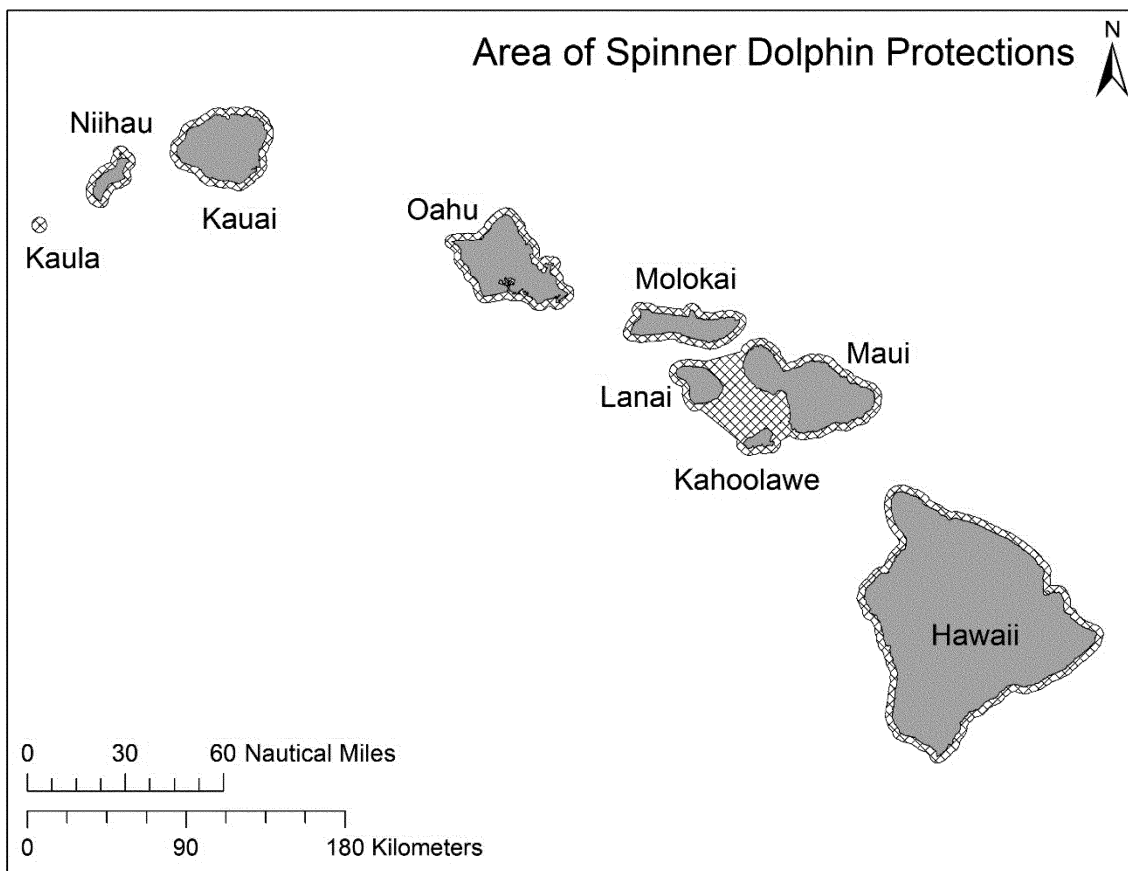 Area of Spinner Dolphin Protections
N
Niihau
Kauai
Kaula
Oahu
Molokai
Maui
Lanai
Kahoolawe
Hawaii
0 30 60 Nautical Miles
0 90 180 Kilometers